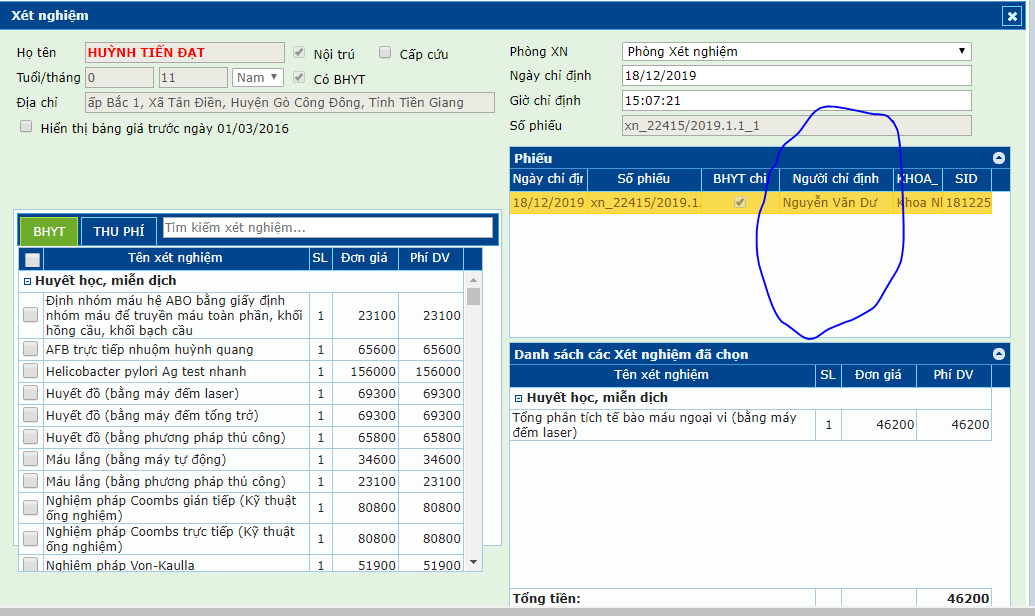 Xét nghiệm
Họ tên HUỲNH TIẾN ĐẠT Nội trú Cấp cứu
Tuổi/tháng 0 11 Nam Có BHYT
Địa chỉ ấp Bắc 1, Xã Tân Điền, Huyện Gò Công Đông, Tỉnh Tiền Giang
Hiển thị bảng giá trước ngày 01/03/2016
Phòng XN Phòng Xét nghiệm
Ngày chỉ định 18/12/2019
Giờ chỉ định 15:07:21
Số phiếu xn_22415/2019.1.1_1
Phiếu
Ngày chỉ địn Số phiếu BHYT chi Người chỉ định KHOA_ SID
18/12/2019 xn_22415/2019.1. Nguyễn Văn Dư Khoa Nl 181225
BHYT THU PHÍ Tìm kiếm xét nghiệm...
Tên xét nghiệm SL Đơn giá Phí DV
Huyết học, miễn dịch
Định nhóm máu hệ ABO bằng giấy định
nhóm máu để truyền máu toàn phần, khối 1 23100 23100
hồng cầu, khối bạch cầu
AFB trực tiếp nhuộm huỳnh quang 1 65600 65600
Helicobacter pylori Ag test nhanh 1 156000 156000
Huyết đồ (bằng máy đếm laser) 1 69300 69300
Huyết đồ (bằng máy đếm tổng trở) 1 69300 69300
Huyết đồ (bằng phương pháp thủ công) 1 65800 65800
Máu lắng (bằng máy tự động) 1 34600 34600
Máu lắng (bằng phương pháp thủ công) 1 23100 23100
Nghiệm pháp Coombs gián tiếp (Kỹ thuật
ống nghiệm) 1 80800 80800
Nghiệm pháp Coombs trực tiếp (Kỹ thuật
ống nghiệm) 1 80800 80800
Nghiệm pháp Von-Kaulla 1 51900 51900
Danh sách các Xét nghiệm đã chọn
Tên xét nghiệm SL Đơn giá Phí DV
Huyết học, miễn dịch
Tổng phân tích tế bào máu ngoại vi (bằng máy
đếm laser) 1 46200 46200
Tổng tiền: 46200